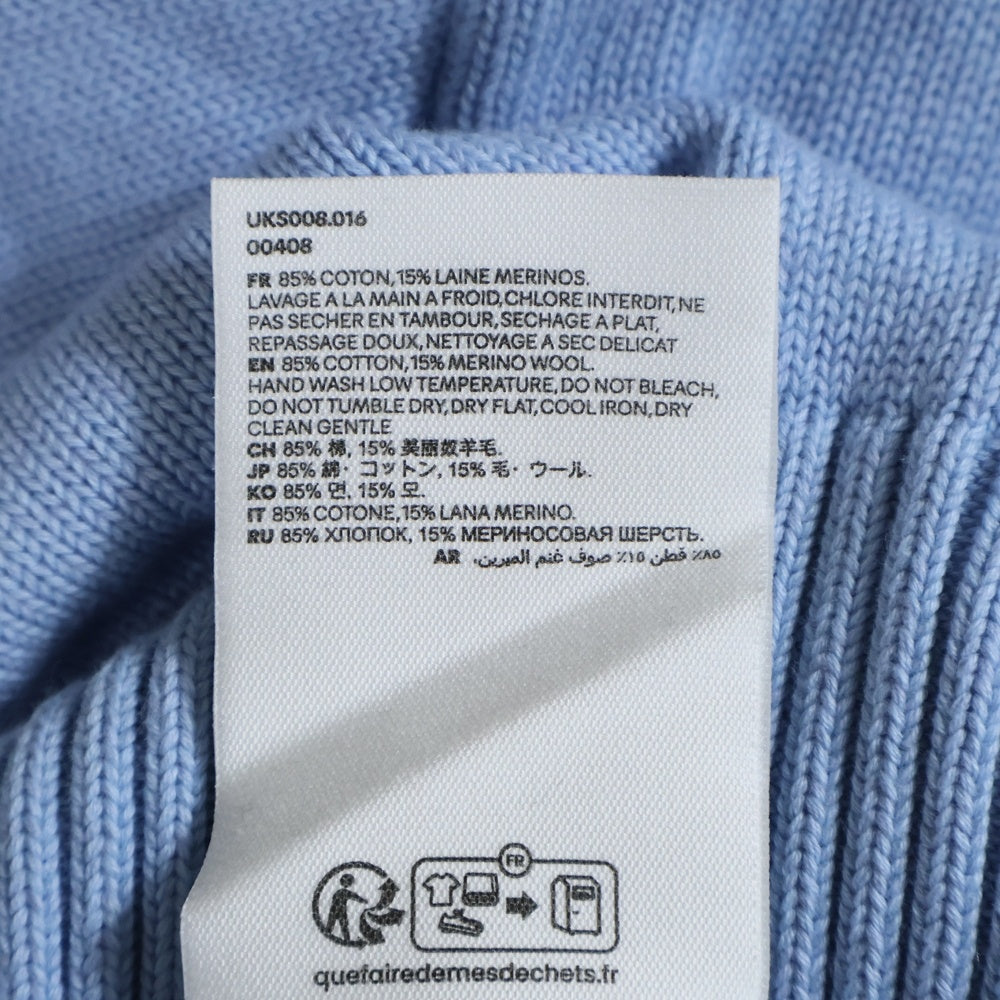 UKS008.016
00408
FR 85% COTON,15% LAINE MERINOS.
LAVAGE A LA MAIN A FROID,CHLORE INTERDIT,NE
PAS SECHER EN TAMBOUR,SECHAGE A PLAT,
REPASSAGE DOUX,NETTOYAGE A SEC DELICAT
EN 85% COTTON,15% MERINO WOOL.
HAND WASH LOW TEMPERATURE,DO NOT BLEACH,
DO NOT TUMBLE DRY,DRY FLAT,COOL IRON,DRY
CLEAN GENTLE
CH 85% 棉, 15% 美丽奴羊毛.
JP 85% 綿・コットン, 15% 毛・ウール.
KO 85% 면, 15% 모.
IT 85% COTONE,15% LANA MERINO.
RU 85% ХЛОПОК, 15% МЕРИНОСОВАЯ ШЕРСТЬ.
٨٥٪ قطن ١٥٪ صوف غنم الميرين. AR
FR
quefairedemesdechets.fr